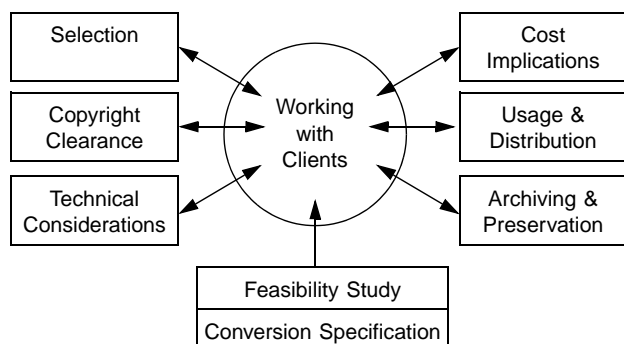 Selection
Copyright
Clearance
Technical
Considerations
Working
with
Clients
Cost
Implications
Usage &
Distribution
Archiving &
Preservation
Feasibility Study
Conversion Specification